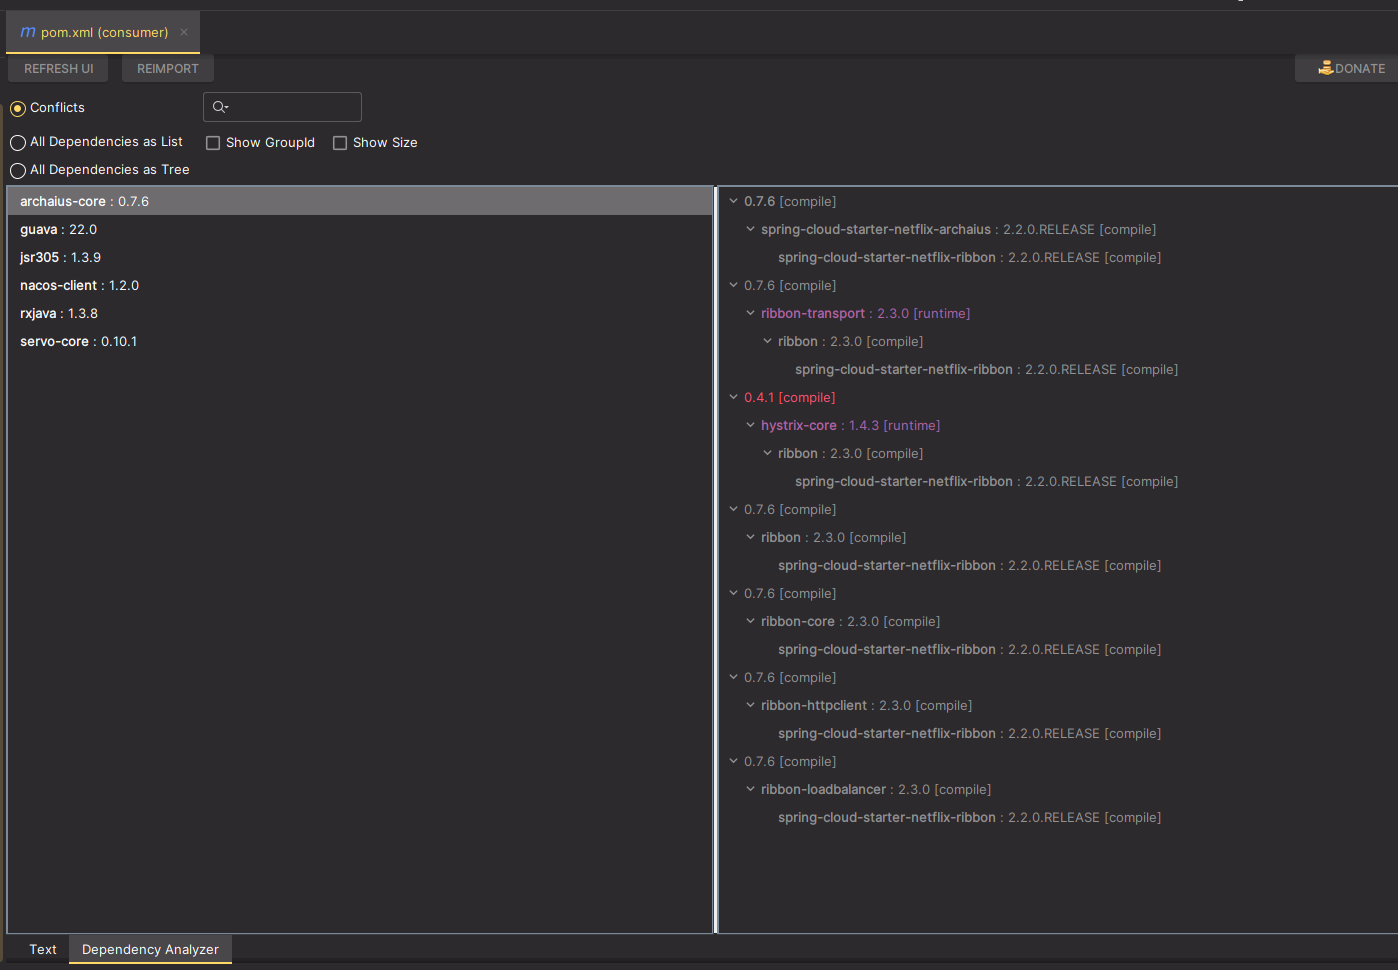 m pom.xml (consumer) ×
REFRESH UI REIMPORT DONATE
Conflicts
All Dependencies as List Show GroupId Show Size
All Dependencies as Tree
archaius-core : 0.7.6
guava : 22.0
jsr305 : 1.3.9
nacos-client : 1.2.0
rxjava : 1.3.8
servo-core : 0.10.1
0.7.6 [compile]
spring-cloud-starter-netflix-archaius : 2.2.0.RELEASE [compile]
spring-cloud-starter-netflix-ribbon : 2.2.0.RELEASE [compile]
0.7.6 [compile]
ribbon-transport : 2.3.0 [runtime]
ribbon : 2.3.0 [compile]
spring-cloud-starter-netflix-ribbon : 2.2.0.RELEASE [compile]
0.4.1 [compile]
hystrix-core : 1.4.3 [runtime]
ribbon : 2.3.0 [compile]
spring-cloud-starter-netflix-ribbon : 2.2.0.RELEASE [compile]
0.7.6 [compile]
ribbon : 2.3.0 [compile]
spring-cloud-starter-netflix-ribbon : 2.2.0.RELEASE [compile]
0.7.6 [compile]
ribbon-core : 2.3.0 [compile]
spring-cloud-starter-netflix-ribbon : 2.2.0.RELEASE [compile]
0.7.6 [compile]
ribbon-httpclient : 2.3.0 [compile]
spring-cloud-starter-netflix-ribbon : 2.2.0.RELEASE [compile]
0.7.6 [compile]
ribbon-loadbalancer : 2.3.0 [compile]
spring-cloud-starter-netflix-ribbon : 2.2.0.RELEASE [compile]
Text Dependency Analyzer